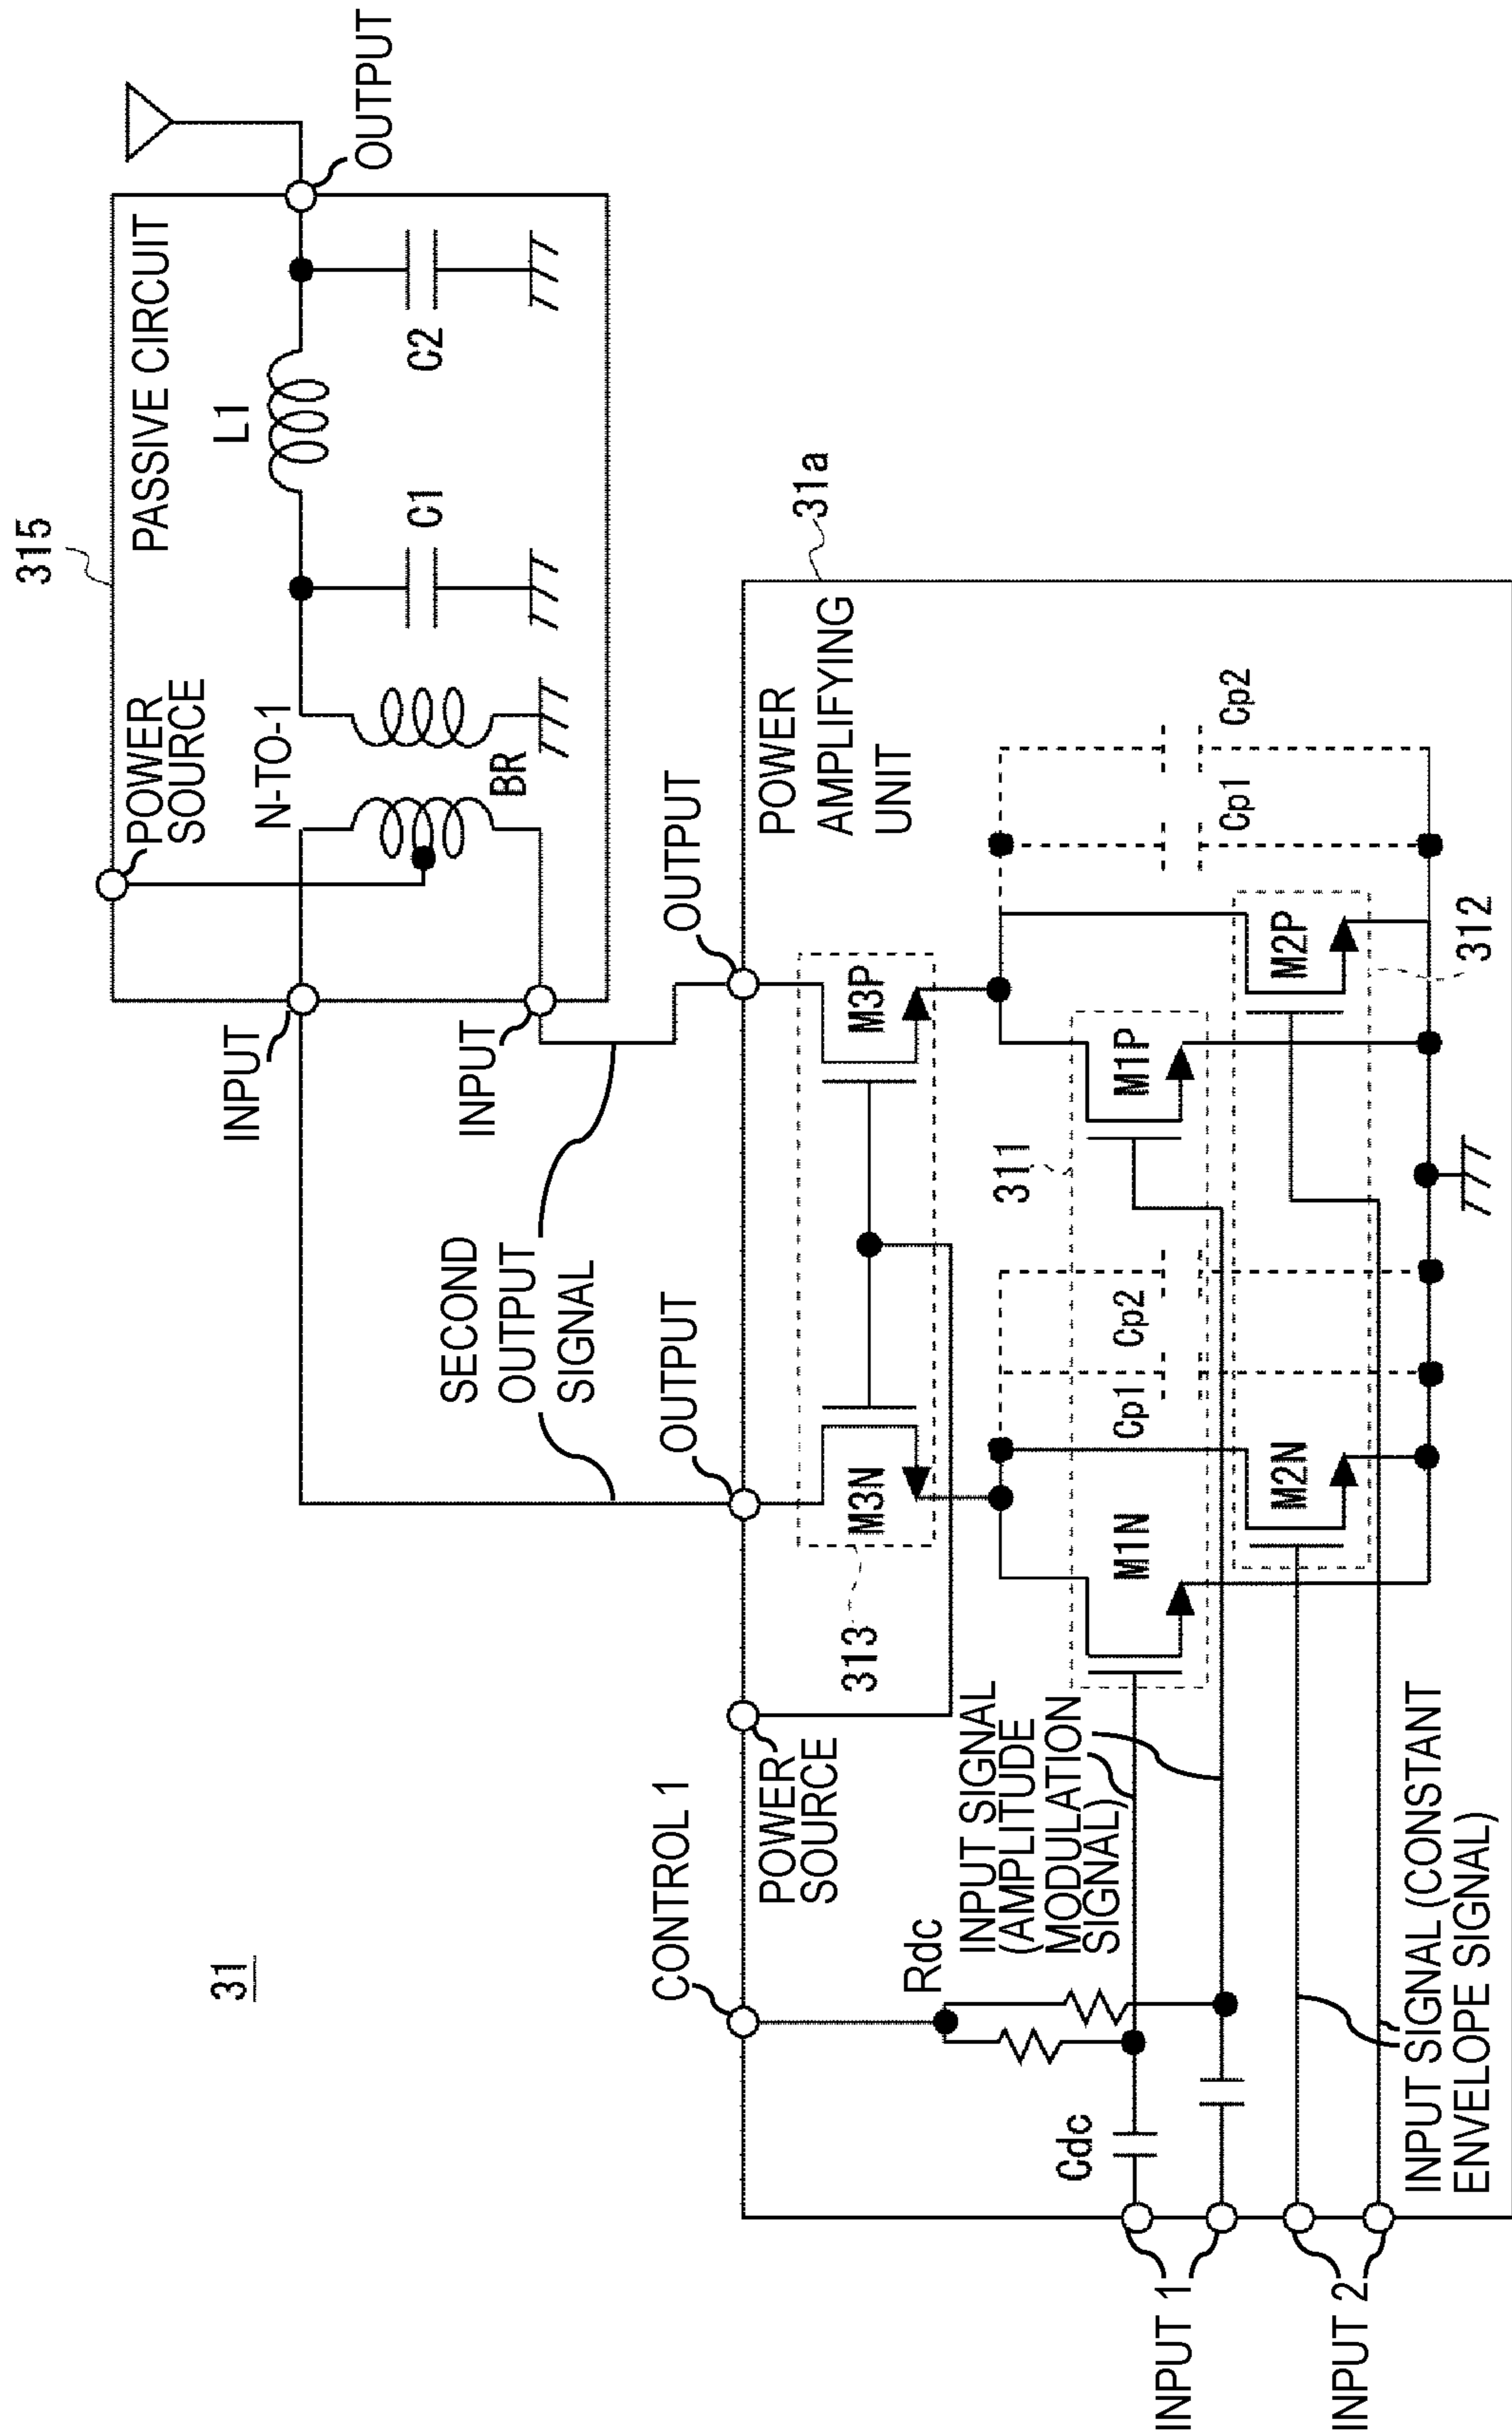 31
315
PASSIVE CIRCUIT
POWER
SOURCE
N-TO-1
BR
L1
C1
C2
OUTPUT
INPUT
INPUT
SECOND
OUTPUT
SIGNAL
OUTPUT
OUTPUT
CONTROL 1
POWER
SOURCE
31a
POWER
AMPLIFYING
UNIT
313
M3N
M3P
Rdc
Cdc
INPUT SIGNAL
(AMPLITUDE
MODULATION
SIGNAL)
311
M1N
M1P
Cp1
Cp2
Cp1
Cp2
M2N
M2P
312
INPUT 1
INPUT 2
INPUT SIGNAL (CONSTANT
ENVELOPE SIGNAL)